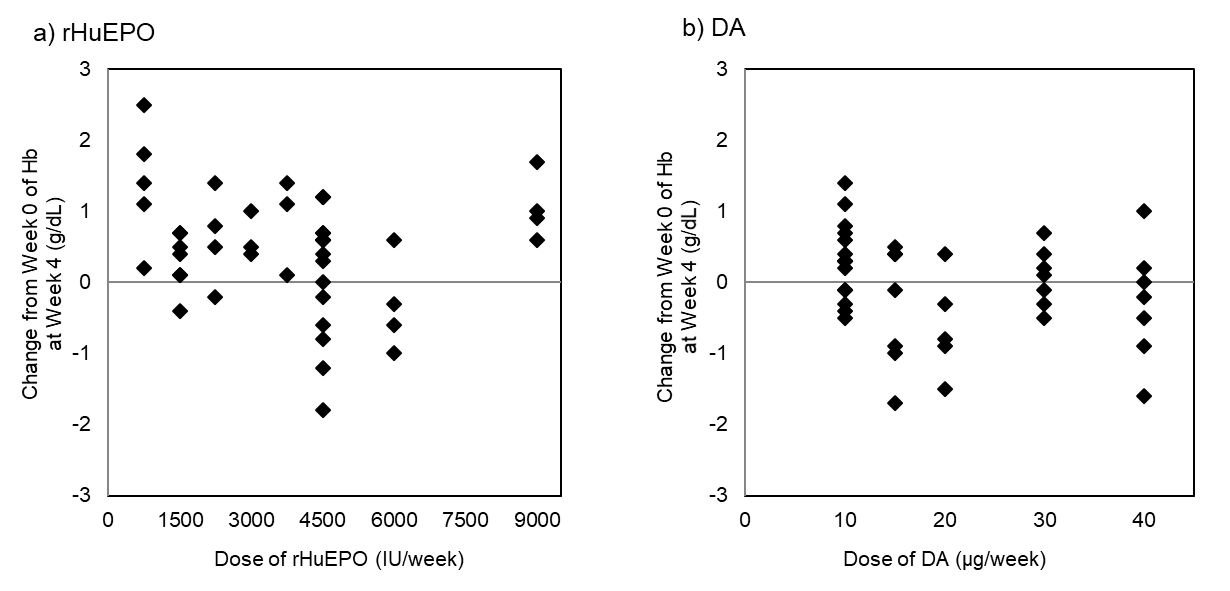 a) rHuEPO
3
2
1
0
-1
-2
-3
Change from Week 0 of Hb
at Week 4 (g/dL)
0 1500 3000 4500 6000 7500 9000
Dose of rHuEPO (IU/week)
b) DA
3
2
1
0
-1
-2
-3
Change from Week 0 of Hb
at Week 4 (g/dL)
0 10 20 30 40
Dose of DA (μg/week)